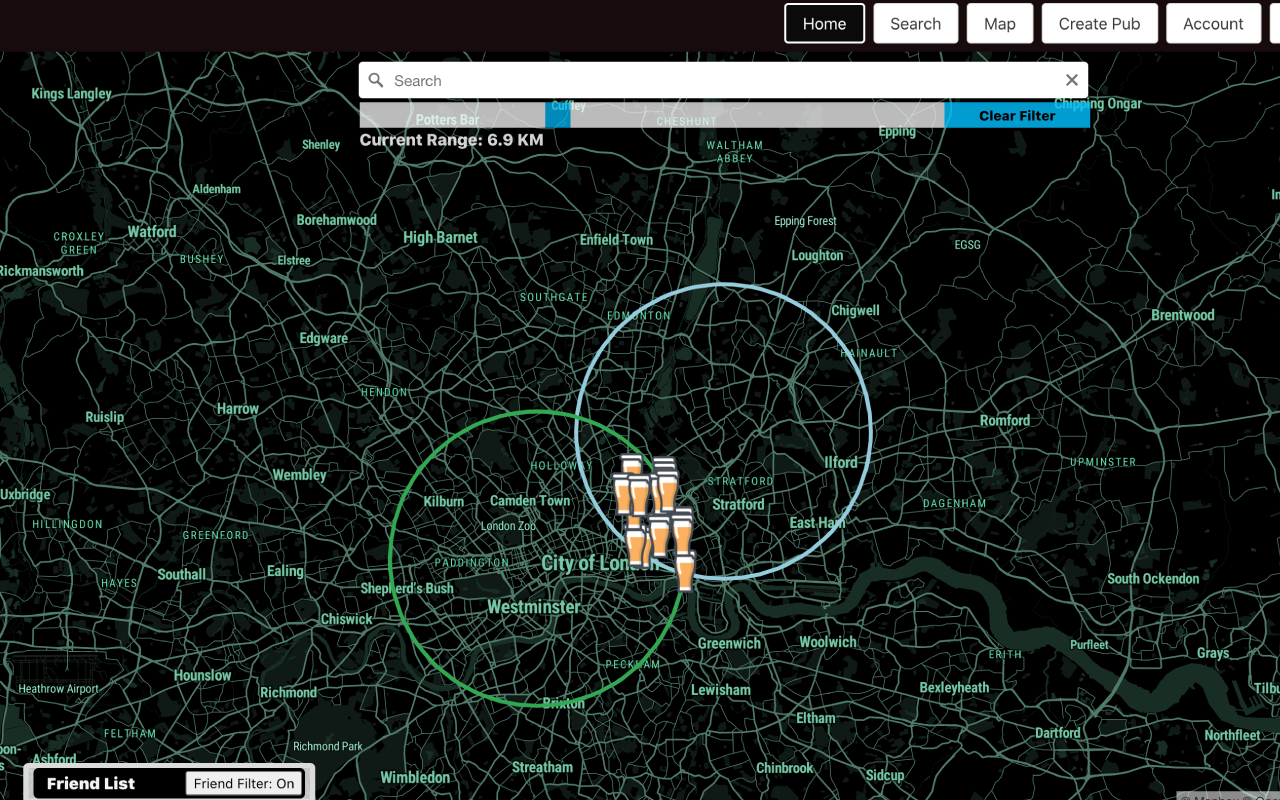 Home
Search
Map
Create Pub
Account
Search
Clear Filter
Current Range: 6.9 KM
Kings Langley
Potters Bar
Cuffley
CHESHUNT
Chipping Ongar
Epping
Shenley
WALTHAM
ABBEY
Aldenham
Borehamwood
Epping Forest
CROXLEY
GREEN
Watford
High Barnet
Enfield Town
EGSG
BUSHEY
Elstree
Loughton
Rickmansworth
SOUTHGATE
EDMONTON
Chigwell
Brentwood
Edgware
HAINAULT
HENDON
Ruislip
Harrow
Romford
HOLLOWAY
Ilford
UPMINSTER
Wembley
STRATFORD
Uxbridge
Kilburn
Camden Town
Stratford
DAGENHAM
HILLINGDON
London Zoo
East Ham
GREENFORD
PADDINGTON
City of London
Southall
Ealing
HAYES
Shepherd's Bush
South Ockendon
Westminster
Chiswick
Greenwich
Woolwich
Purfleet
ERITH
Grays
PECKHAM
Hounslow
Heathrow Airport
Richmond
Lewisham
Bexleyheath
Brixton
Eltham
FELTHAM
Dartford
Northfleet
Richmond Park
Ashford
Streatham
Chinbrook
Sidcup
Wimbledon
Friend List
Friend Filter: On